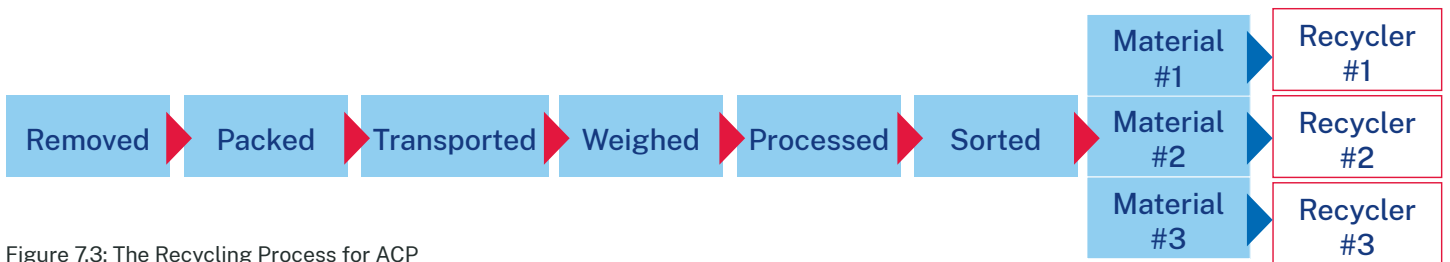 Removed
Packed
Transported
Weighed
Processed
Sorted
Material
#1
Material
#2
Material
#3
Recycler
#1
Recycler
#2
Recycler
#3
Figure 7.3: The Recycling Process for ACP